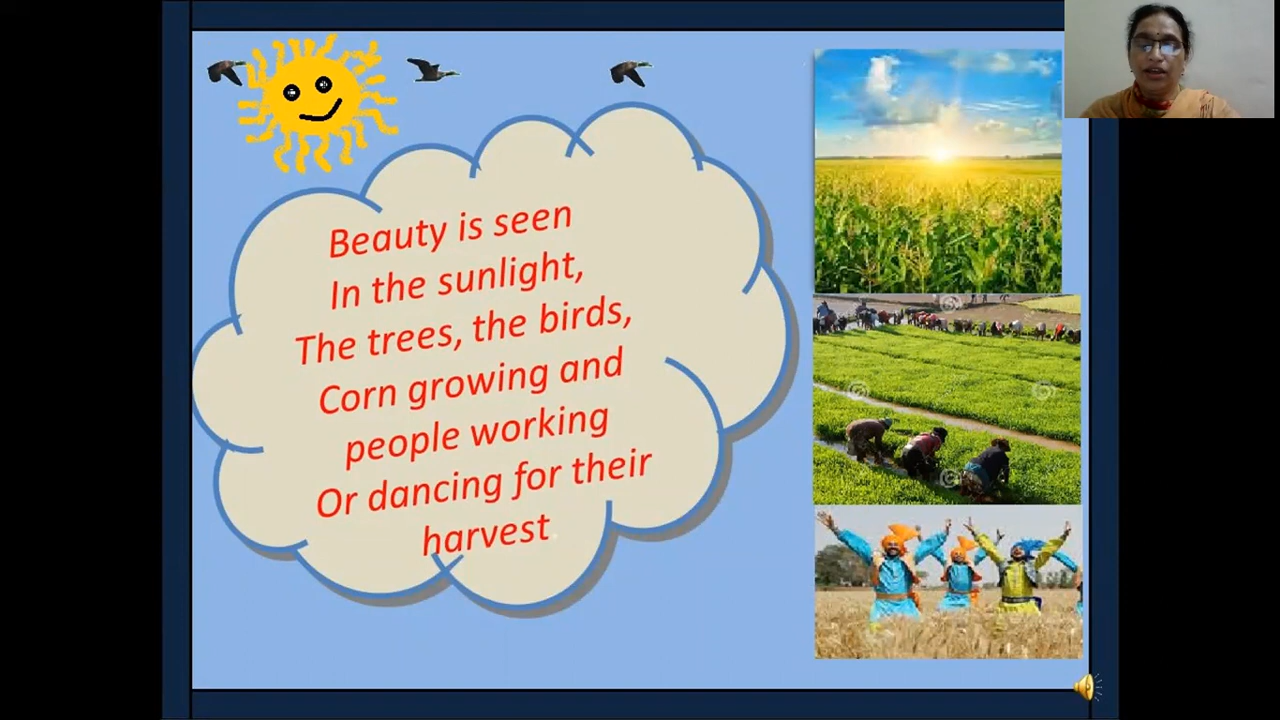 Beauty is seen
In the sunlight,
The trees, the birds,
Corn growing and
people working
Or dancing for their
harvest